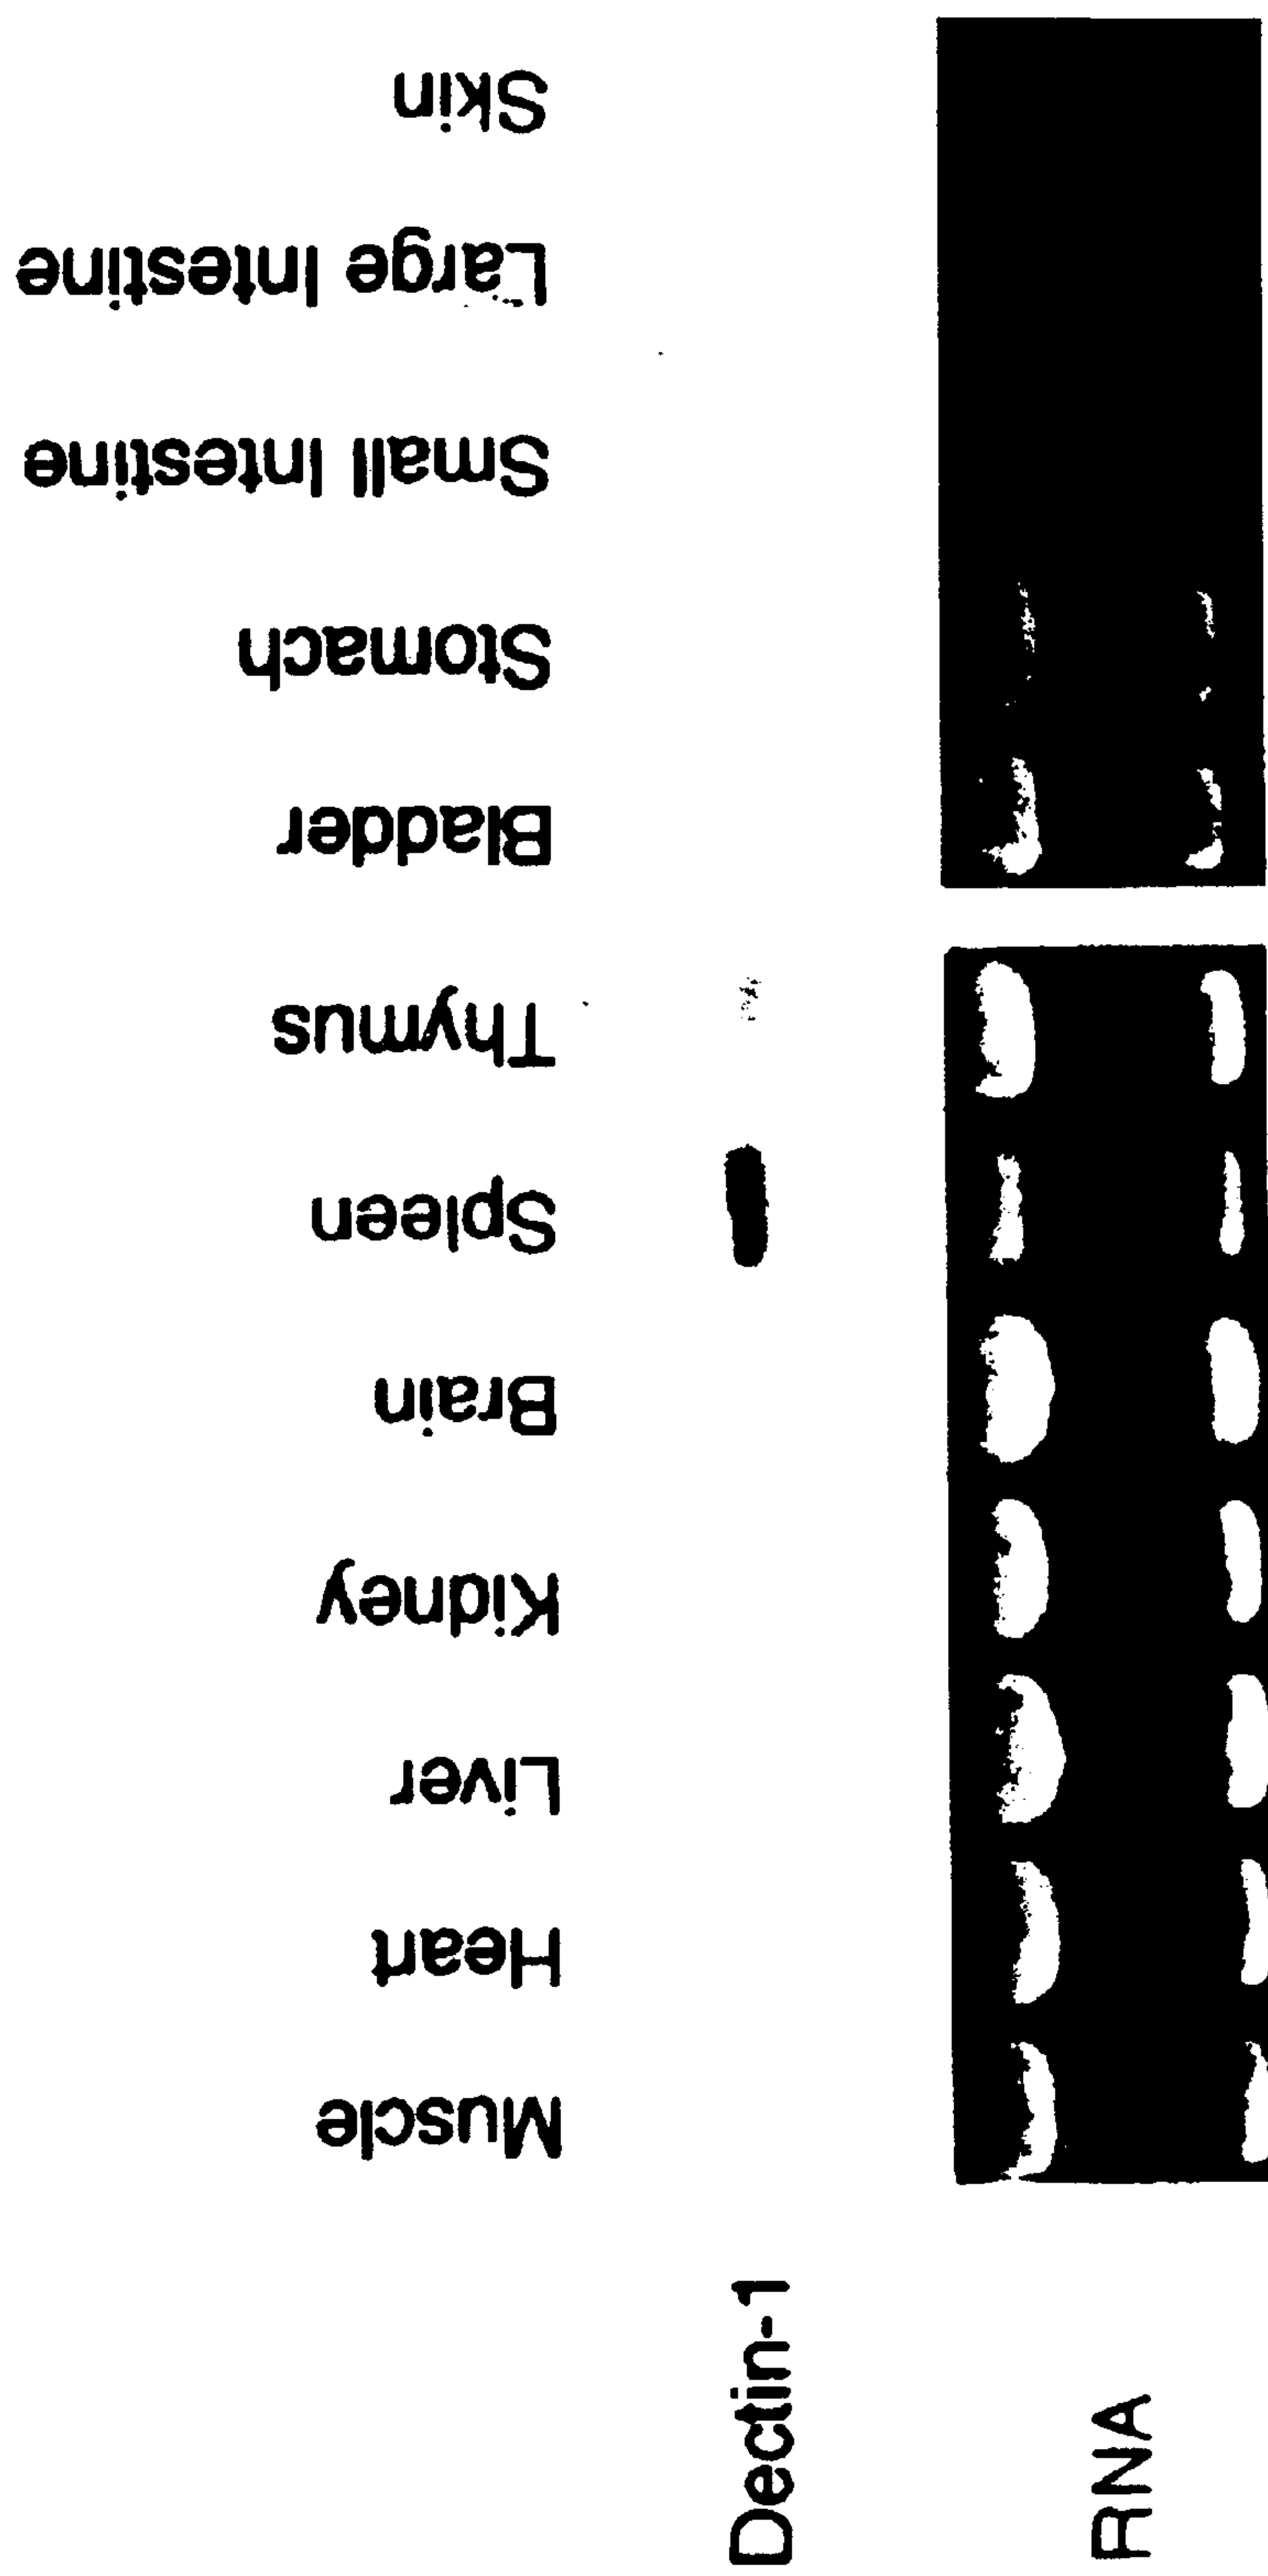 Muscle
Heart
Liver
Kidney
Brain
Spleen
Thymus
Bladder
Stomach
Small Intestine
Large Intestine
Skin
Dectin-1
RNA